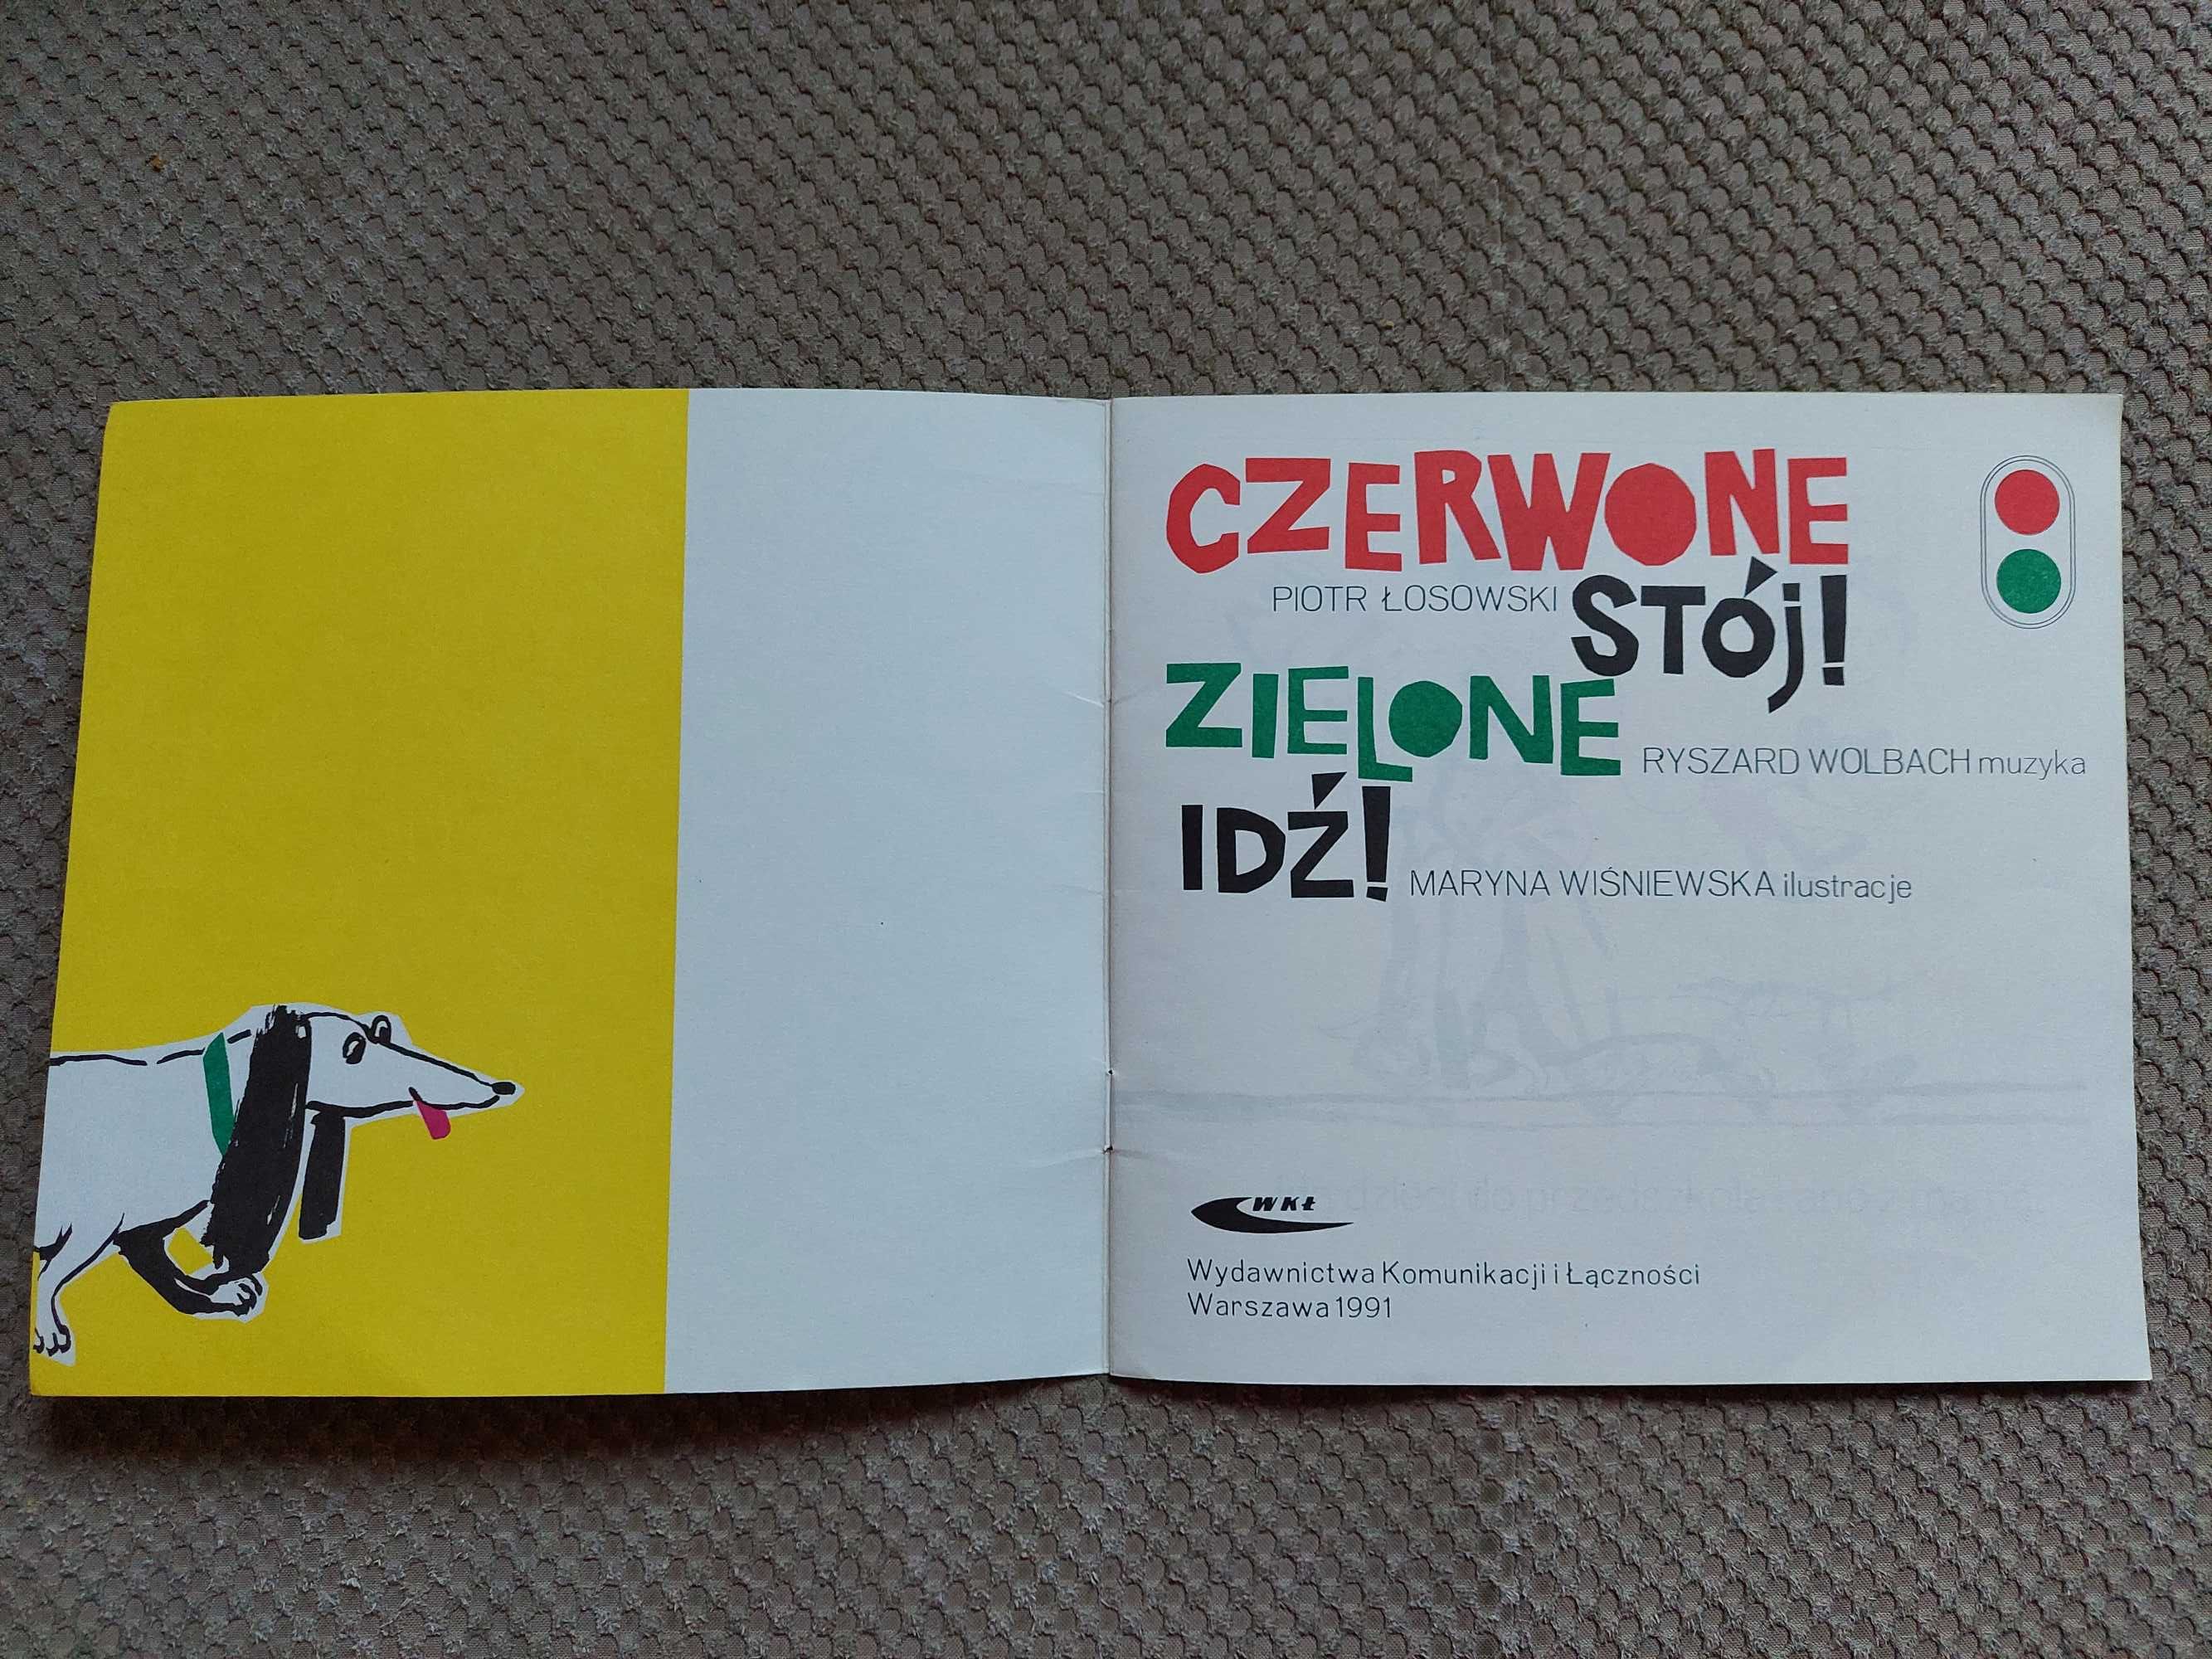 CZERWONE
PIOTR ŁOSOWSKI STÓj!
ZIELONE
RYSZARD WOLBACH muzyka
IDŹ!
MARYNA WIŚNIEWSKA ilustracje
WKŁ
Wydawnictwa Komunikacji i Łączności
Warszawa 1991